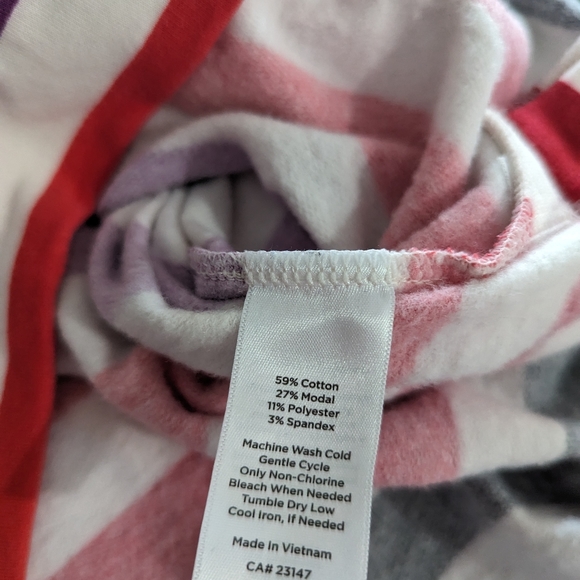 59% Cotton
27% Modal
11% Polyester
3% Spandex
Machine Wash Cold
Gentle Cycle
Only Non-Chlorine
Bleach When Needed
Tumble Dry Low
Cool Iron, If Needed
Made in Vietnam
CA# 23147